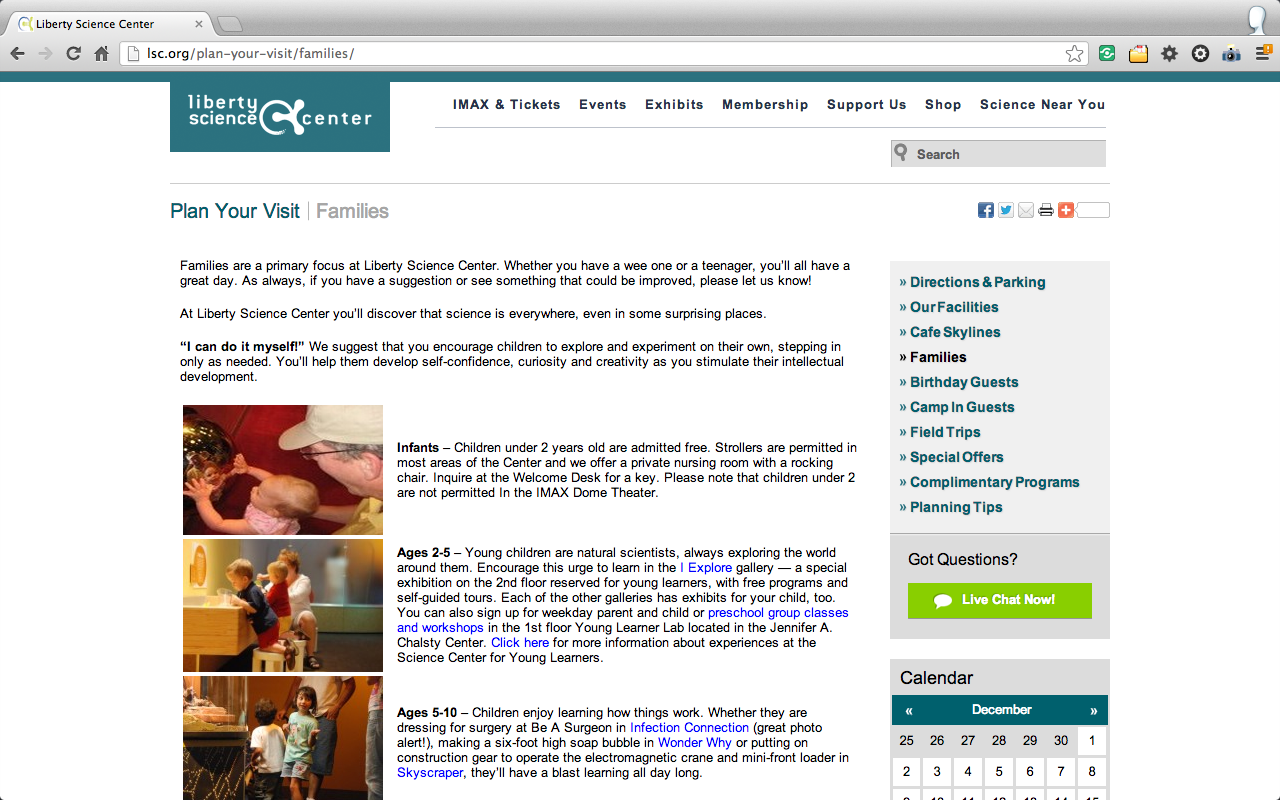 Liberty Science Center
lsc.org/plan-your-visit/families/
liberty
science center
IMAX & Tickets Events Exhibits Membership Support Us Shop Science Near You
Search
Plan Your Visit | Families
Families are a primary focus at Liberty Science Center. Whether you have a wee one or a teenager, you’ll all have a
great day. As always, if you have a suggestion or see something that could be improved, please let us know!
At Liberty Science Center you’ll discover that science is everywhere, even in some surprising places.
“I can do it myself!” We suggest that you encourage children to explore and experiment on their own, stepping in
only as needed. You’ll help them develop self-confidence, curiosity and creativity as you stimulate their intellectual
development.
Infants – Children under 2 years old are admitted free. Strollers are permitted in
most areas of the Center and we offer a private nursing room with a rocking
chair. Inquire at the Welcome Desk for a key. Please note that children under 2
are not permitted In the IMAX Dome Theater.
Ages 2-5 – Young children are natural scientists, always exploring the world
around them. Encourage this urge to learn in the I Explore gallery — a special
exhibition on the 2nd floor reserved for young learners, with free programs and
self-guided tours. Each of the other galleries has exhibits for your child, too.
You can also sign up for weekday parent and child or preschool group classes
and workshops in the 1st floor Young Learner Lab located in the Jennifer A.
Chalsty Center. Click here for more information about experiences at the
Science Center for Young Learners.
Ages 5-10 – Children enjoy learning how things work. Whether they are
dressing for surgery at Be A Surgeon in Infection Connection (great photo
alert!), making a six-foot high soap bubble in Wonder Why or putting on
construction gear to operate the electromagnetic crane and mini-front loader in
Skyscraper, they’ll have a blast learning all day long.
» Directions & Parking
» Our Facilities
» Cafe Skylines
» Families
» Birthday Guests
» Camp In Guests
» Field Trips
» Special Offers
» Complimentary Programs
» Planning Tips
Got Questions?
Live Chat Now!
Calendar
« December »
25 26 27 28 29 30 1
2 3 4 5 6 7 8
9 10 11 12 13 14 15